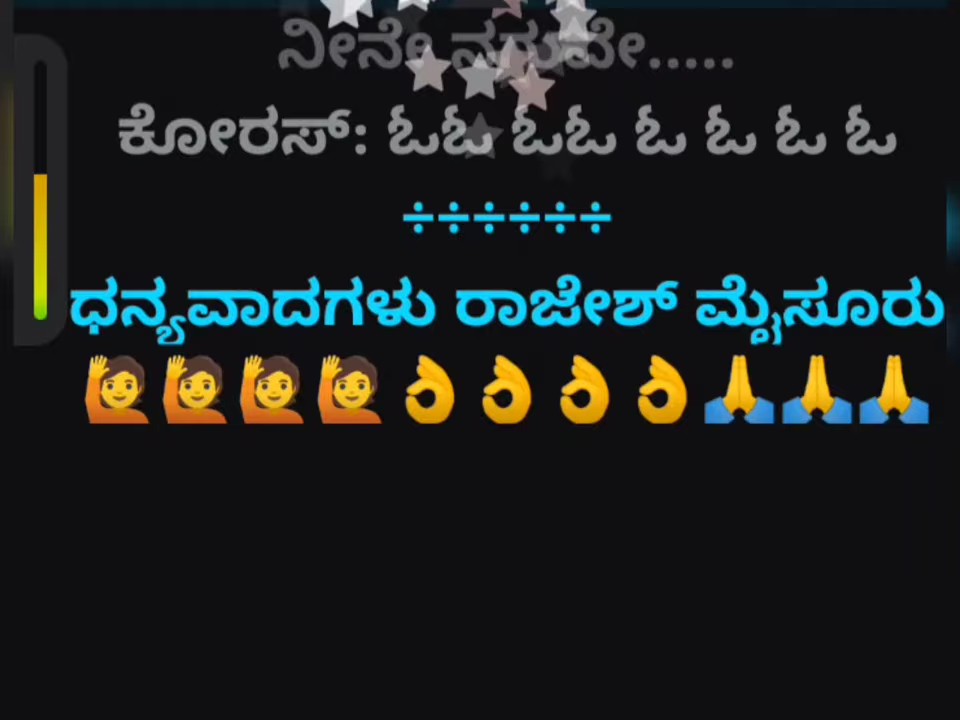 ನೀನೇ
ಕೋರಸ್: ಓಓ ಓಓ ಓ ಓ ಓ ಓ
÷÷÷÷÷÷
ಧನ್ಯವಾದಗಳು ರಾಜೇಶ್ ಮೈಸೂರು
🙋🙋🙋🙋👌👌👌👌🙏🙏🙏